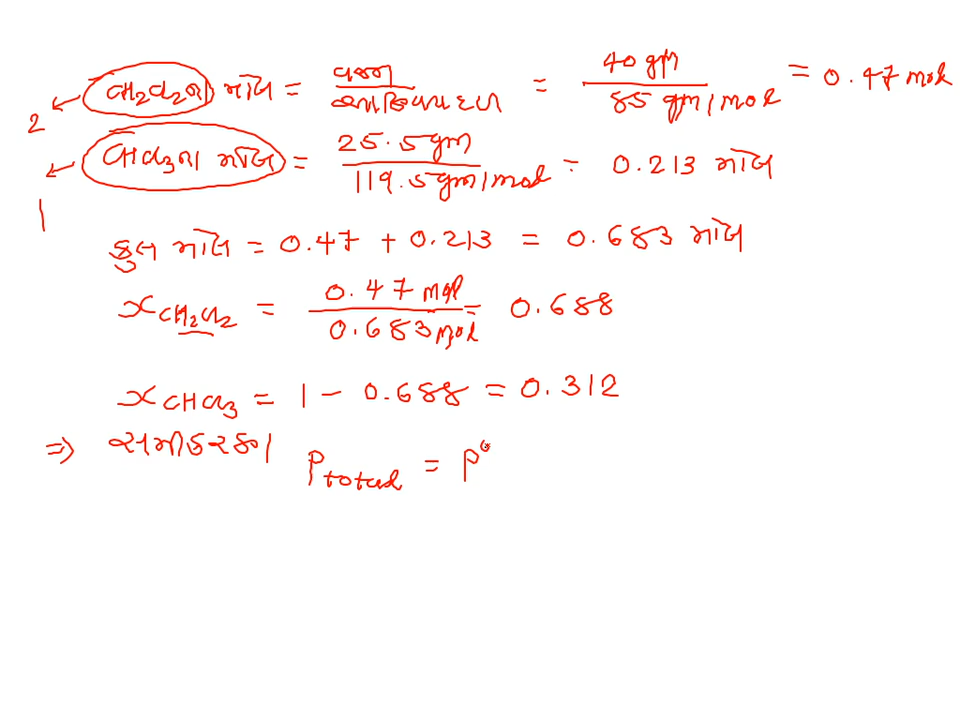 CH₂Cl₂ના મોલ = વજન / આણ્વિયદળ = 40 gm / 85 gm/mol = 0.47 mol
2
CHCl₃ના મોલ = 25.5 gm / 119.5 gm/mol = 0.213 મોલ
1
કુલ મોલ = 0.47 + 0.213 = 0.683 મોલ
x CH₂Cl₂ = 0.47 mol / 0.683 mol = 0.688
x CHCl₃ = 1 – 0.688 = 0.312
⇒ સમીકરણ P total = P°